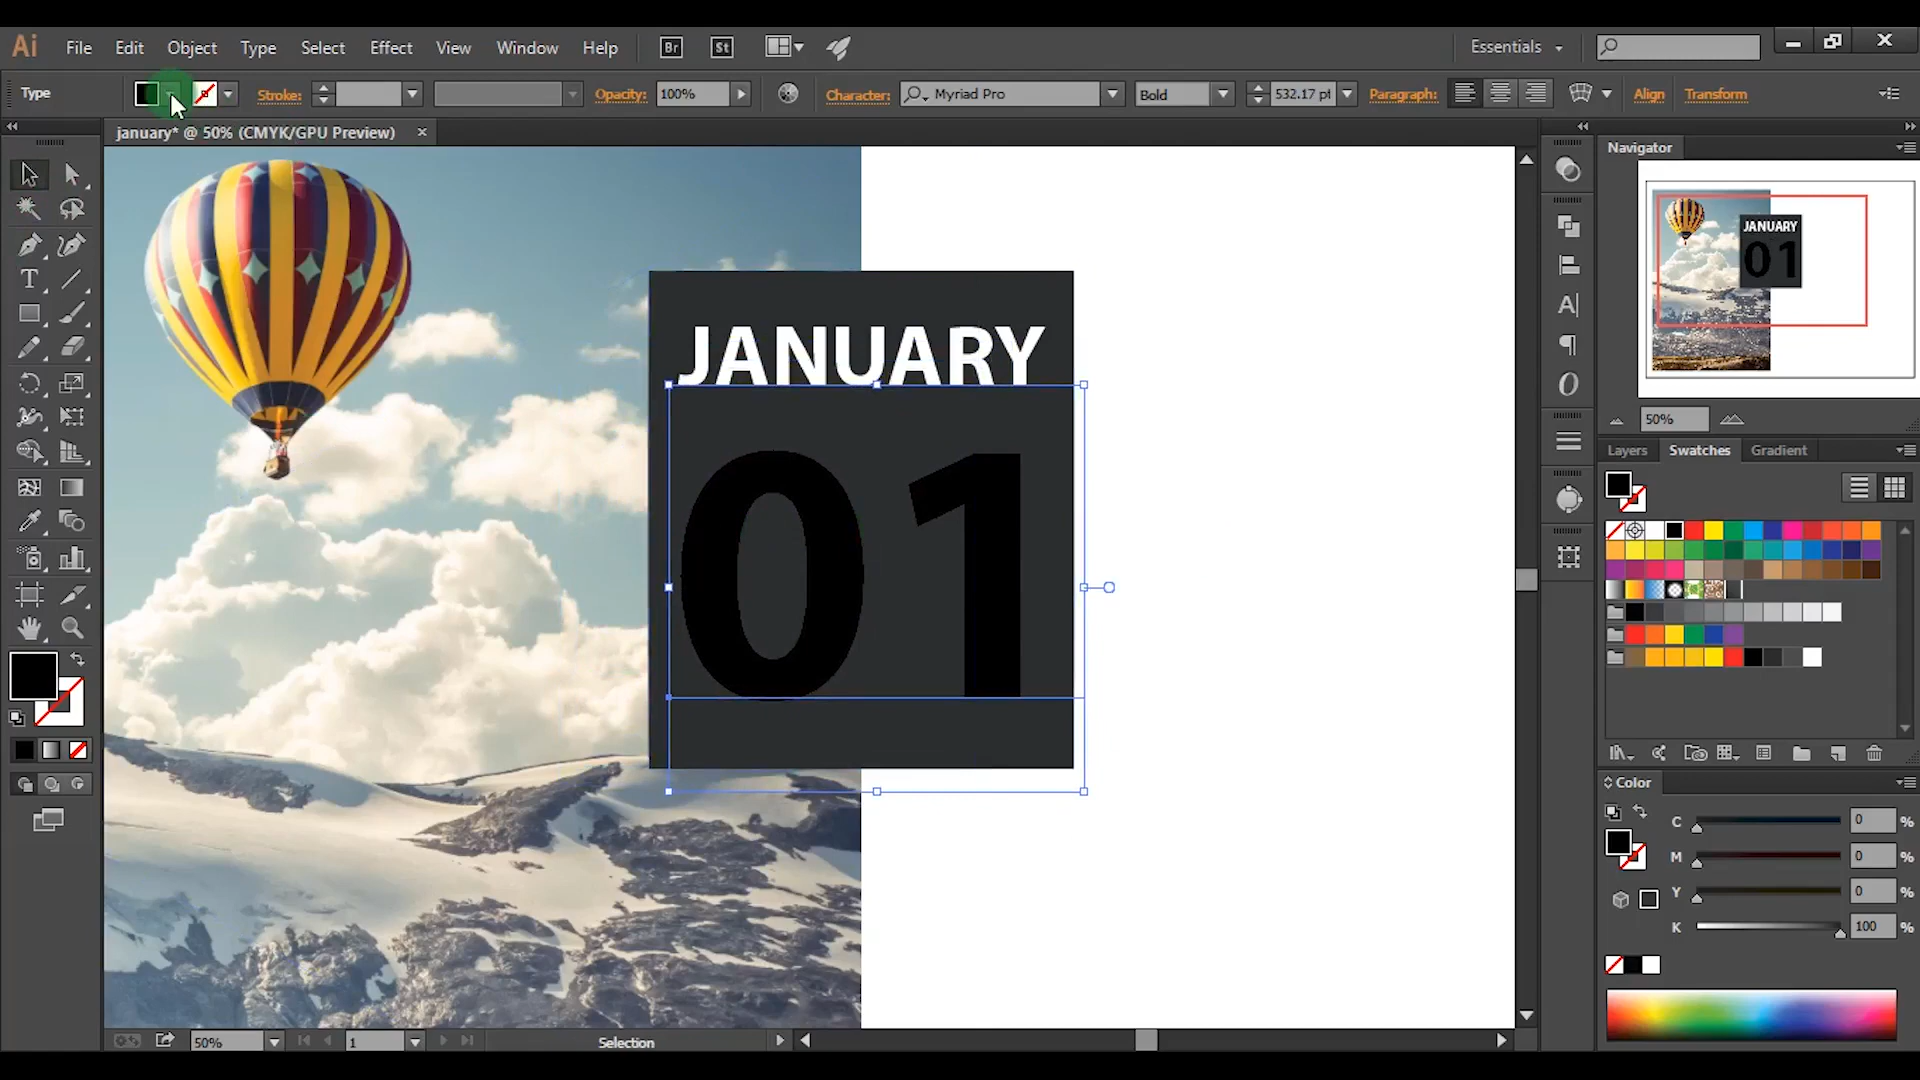 Ai File Edit Object Type Select Effect View Window Help Br St Essentials
Type Stroke: Opacity: 100% Character: Myriad Pro Bold 532.17 pt Paragraph: Align Transform
january* @ 50% (CMYK/GPU Preview)
Navigator
JANUARY
01
JANUARY
01
50%
Layers Swatches Gradient
Color
C 0 %
M 0 %
Y 0 %
K 100 %
50% 1 Selection